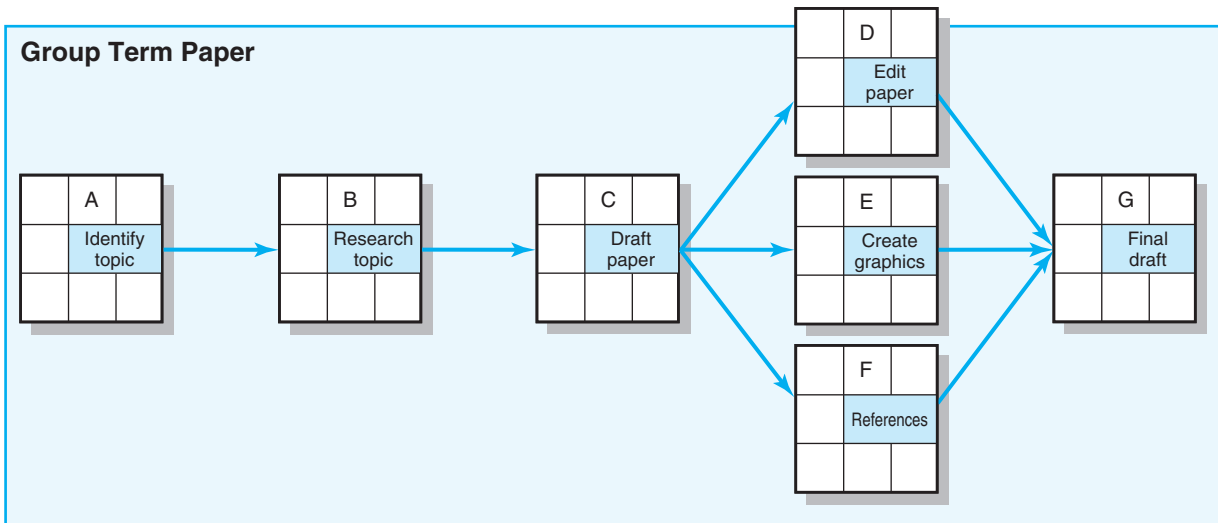 Group Term Paper
A
Identify
topic
B
Research
topic
C
Draft
paper
D
Edit
paper
E
Create
graphics
F
References
G
Final
draft